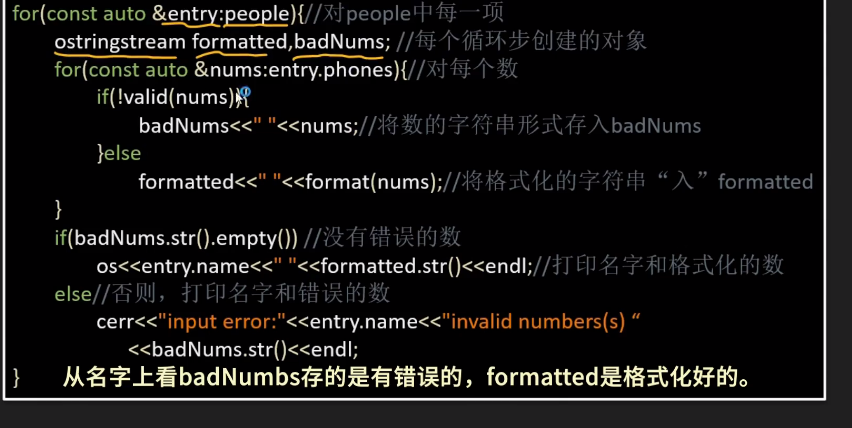 for(const auto &entry:people){//对people中每一项
ostringstream formatted,badNums; //每个循环步创建的对象
for(const auto &nums:entry.phones){//对每个数
if(!valid(nums)){
badNums<<" "<<nums;//将数的字符串形式存入badNums
}else
formatted<<" "<<format(nums);//将格式化的字符串“入”formatted
}
if(badNums.str().empty()) //没有错误的数
os<<entry.name<<" "<<formatted.str()<<endl;//打印名字和格式化的数
else//否则，打印名字和错误的数
cerr<<"input error:"<<entry.name<<"invalid numbers(s) “
<<badNums.str()<<endl;
}
从名字上看badNumbs存的是有错误的，formatted是格式化好的。